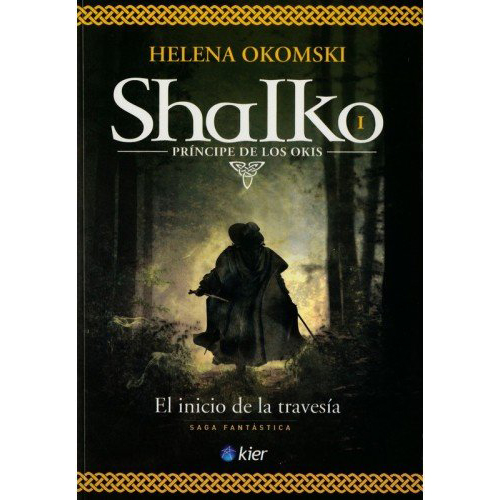 HELENA OKOMSKI
Shalko I
PRÍNCIPE DE LOS OKIS
El inicio de la travesía
SAGA FANTÁSTICA
kier